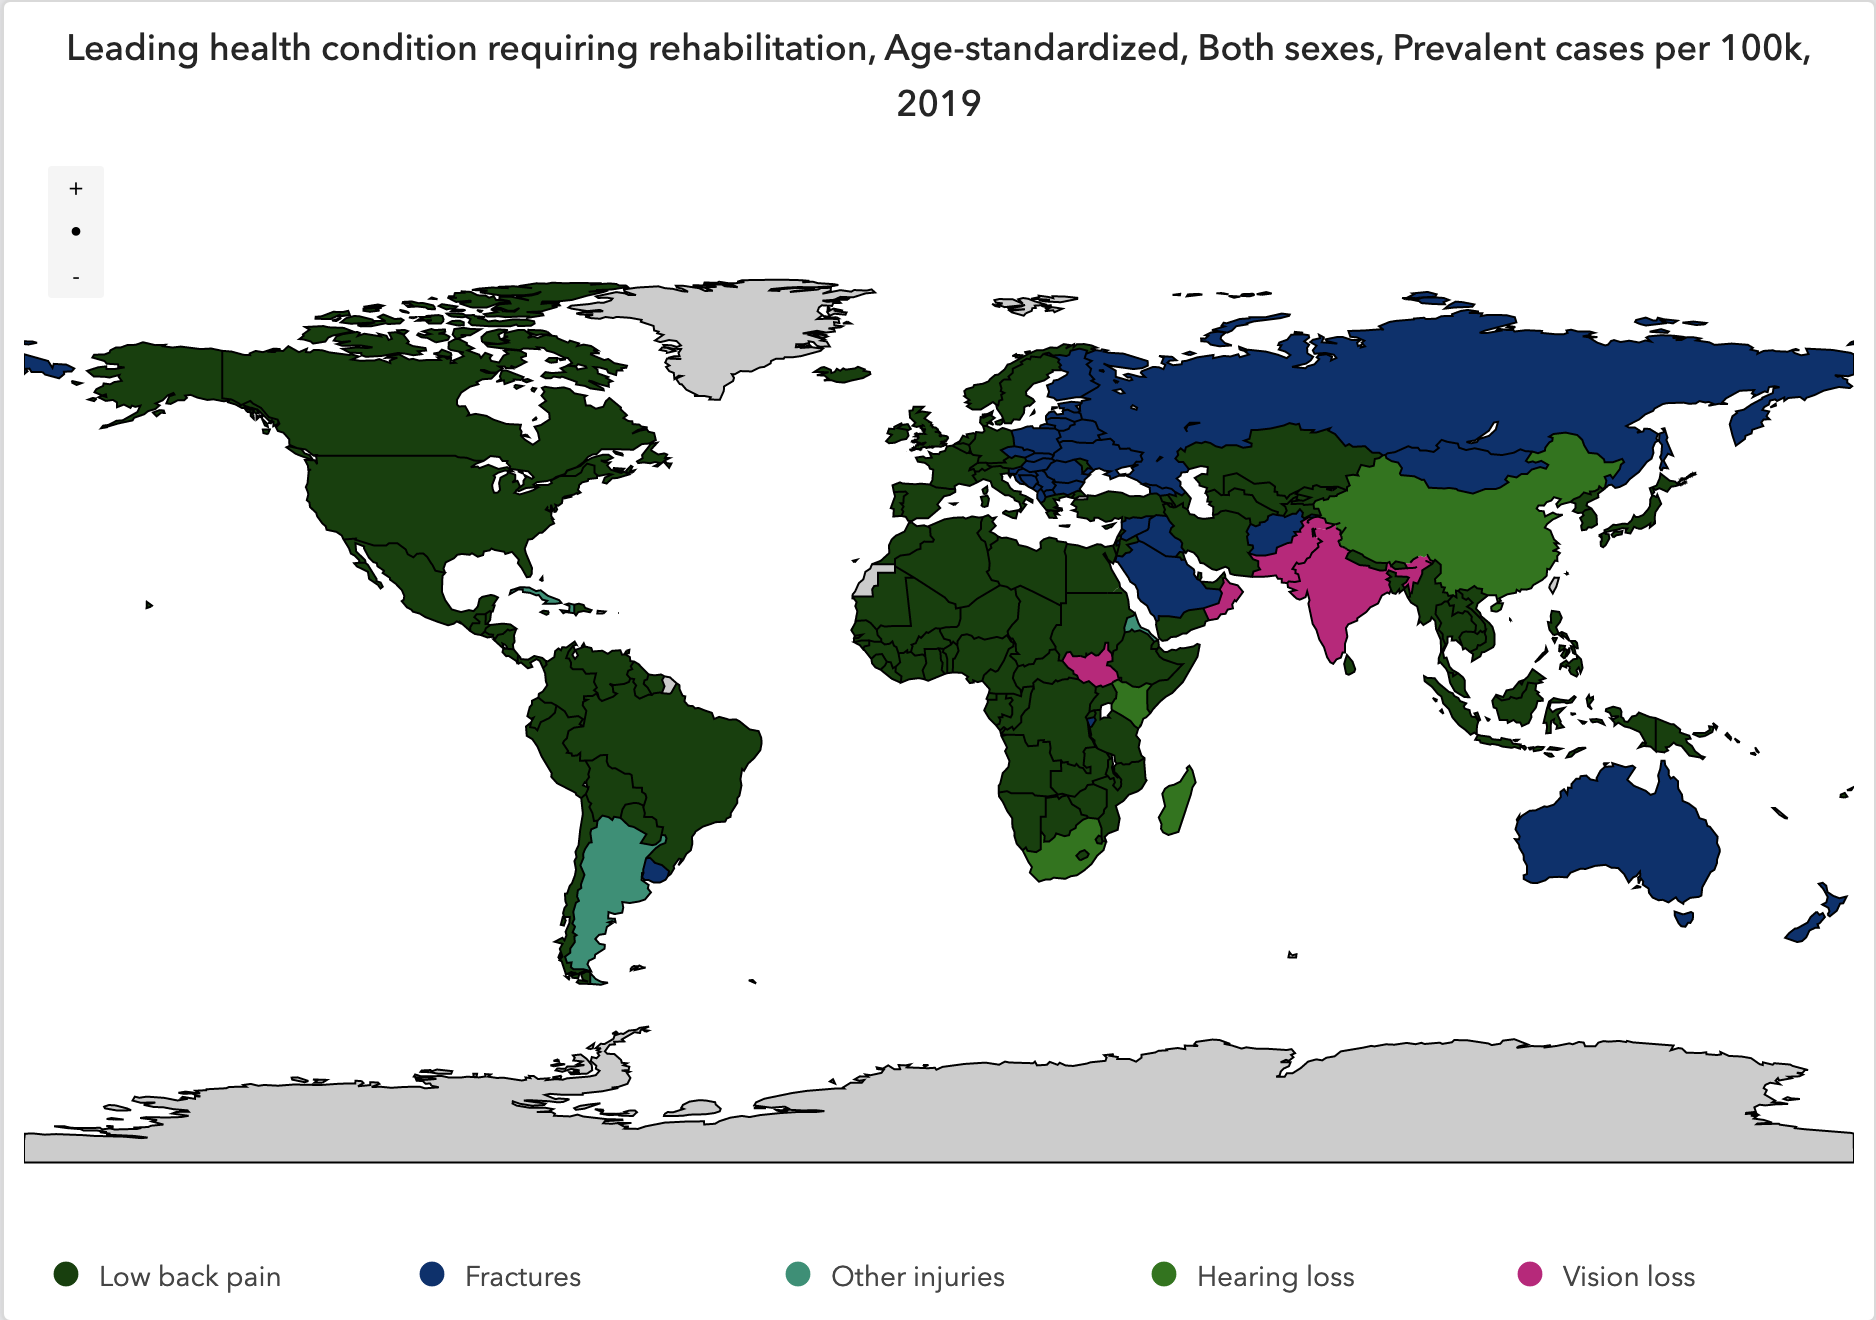 Leading health condition requiring rehabilitation, Age-standardized, Both sexes, Prevalent cases per 100k,
2019
+
-
Low back pain
Fractures
Other injuries
Hearing loss
Vision loss